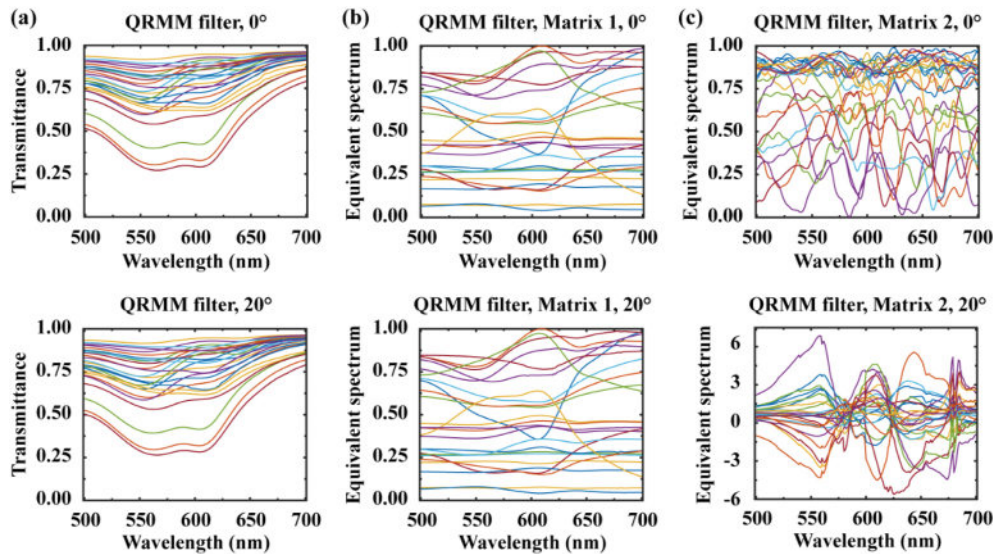 (a)
QRMM filter, 0°
Transmittance
1.00
0.75
0.50
0.25
0.00
500 550 600 650 700
Wavelength (nm)
(b)
QRMM filter, Matrix 1, 0°
Equivalent spectrum
1.00
0.75
0.50
0.25
0.00
500 550 600 650 700
Wavelength (nm)
(c)
QRMM filter, Matrix 2, 0°
Equivalent spectrum
1.00
0.75
0.50
0.25
0.00
500 550 600 650 700
Wavelength (nm)
QRMM filter, 20°
Transmittance
1.00
0.75
0.50
0.25
0.00
500 550 600 650 700
Wavelength (nm)
QRMM filter, Matrix 1, 20°
Equivalent spectrum
1.00
0.75
0.50
0.25
0.00
500 550 600 650 700
Wavelength (nm)
QRMM filter, Matrix 2, 20°
Equivalent spectrum
6
3
0
-3
-6
500 550 600 650 700
Wavelength (nm)